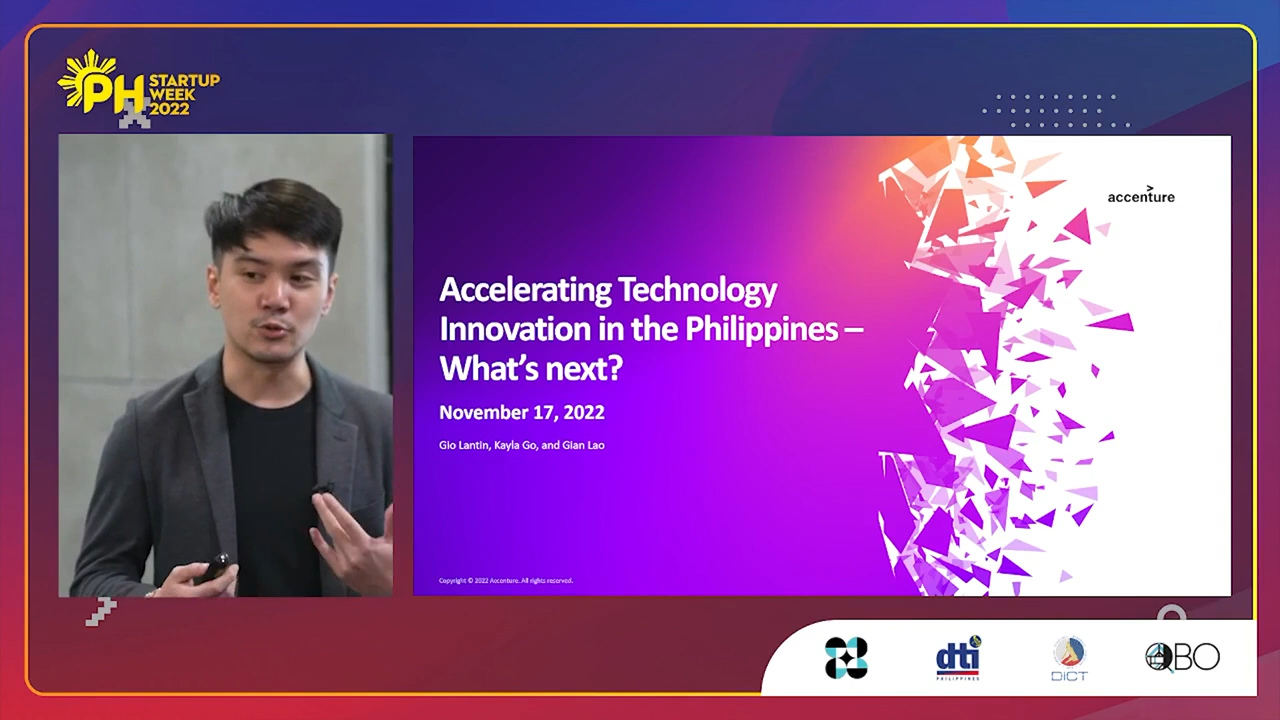 PH
STARTUP
WEEK
2022
accenture
Accelerating Technology
Innovation in the Philippines –
What's next?
November 17, 2022
Gio Lantin, Kayla Go, and Gian Lao
Copyright © 2022 Accenture. All rights reserved.
dti
PHILIPPINES
DICT
QBO